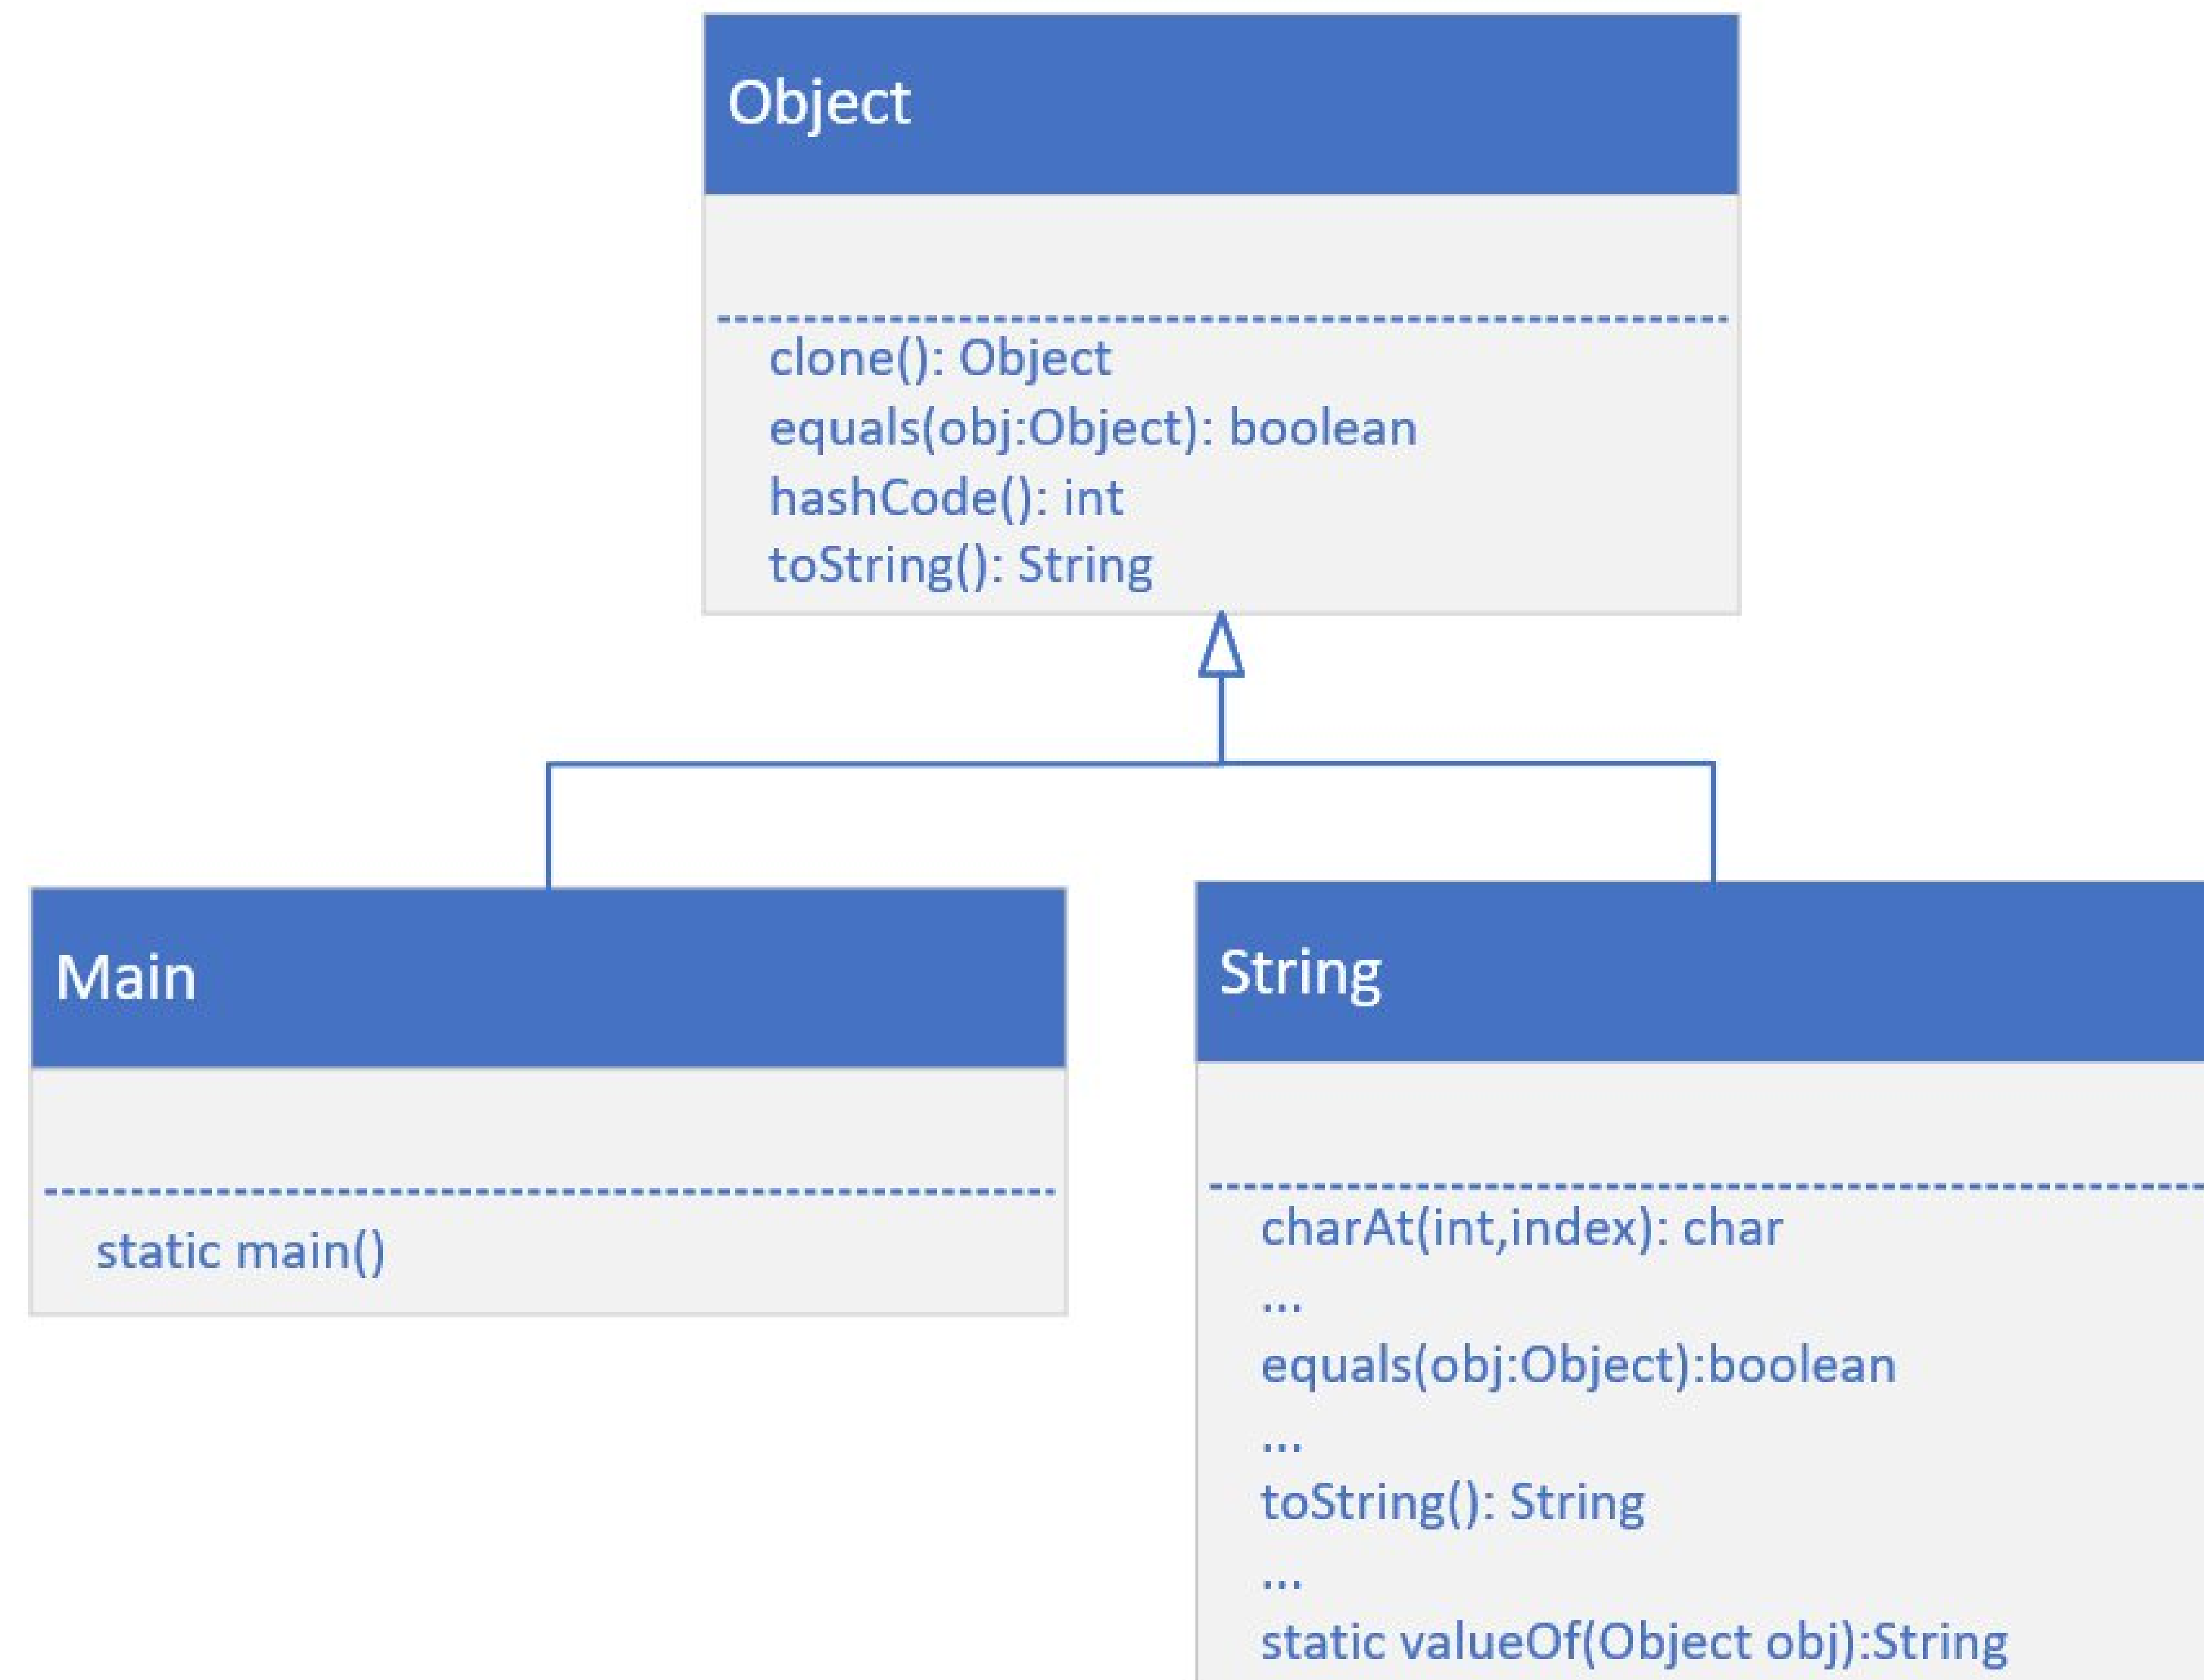 Object
clone(): Object
equals(obj:Object): boolean
hashCode(): int
toString(): String
Main
static main()
String
charAt(int,index): char
...
equals(obj:Object):boolean
...
toString(): String
...
static valueOf(Object obj):String